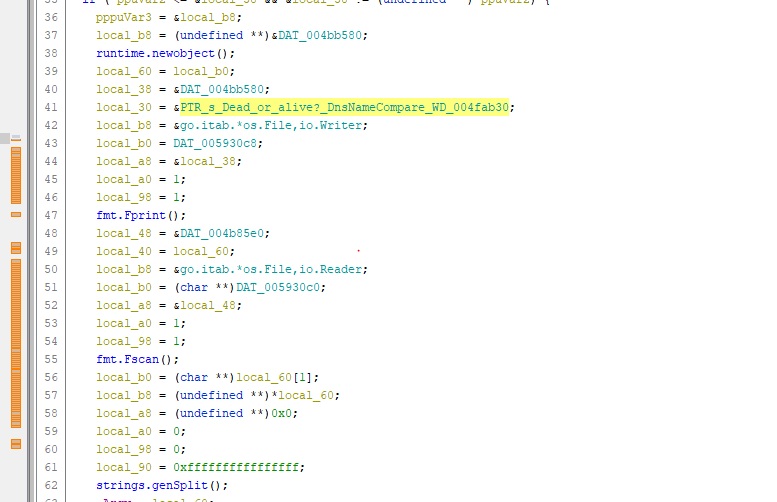 36 pppuVar3 = &local_b8;
37 local_b8 = (undefined **)&DAT_004bb580;
38 runtime.newobject();
39 local_60 = local_b0;
40 local_38 = &DAT_004bb580;
41 local_30 = &PTR_s_Dead_or_alive?_DnsNameCompare_WD_004fab30;
42 local_b8 = &go.itab.*os.File,io.Writer;
43 local_b0 = DAT_005930c8;
44 local_a8 = &local_38;
45 local_a0 = 1;
46 local_98 = 1;
47 fmt.Fprint();
48 local_48 = &DAT_004b85e0;
49 local_40 = local_60;
50 local_b8 = &go.itab.*os.File,io.Reader;
51 local_b0 = (char **)DAT_005930c0;
52 local_a8 = &local_48;
53 local_a0 = 1;
54 local_98 = 1;
55 fmt.Fscan();
56 local_b0 = (char **)local_60[1];
57 local_b8 = (undefined **)*local_60;
58 local_a8 = (undefined **)0x0;
59 local_a0 = 0;
60 local_98 = 0;
61 local_90 = 0xffffffffffffffff;
62 strings.genSplit();